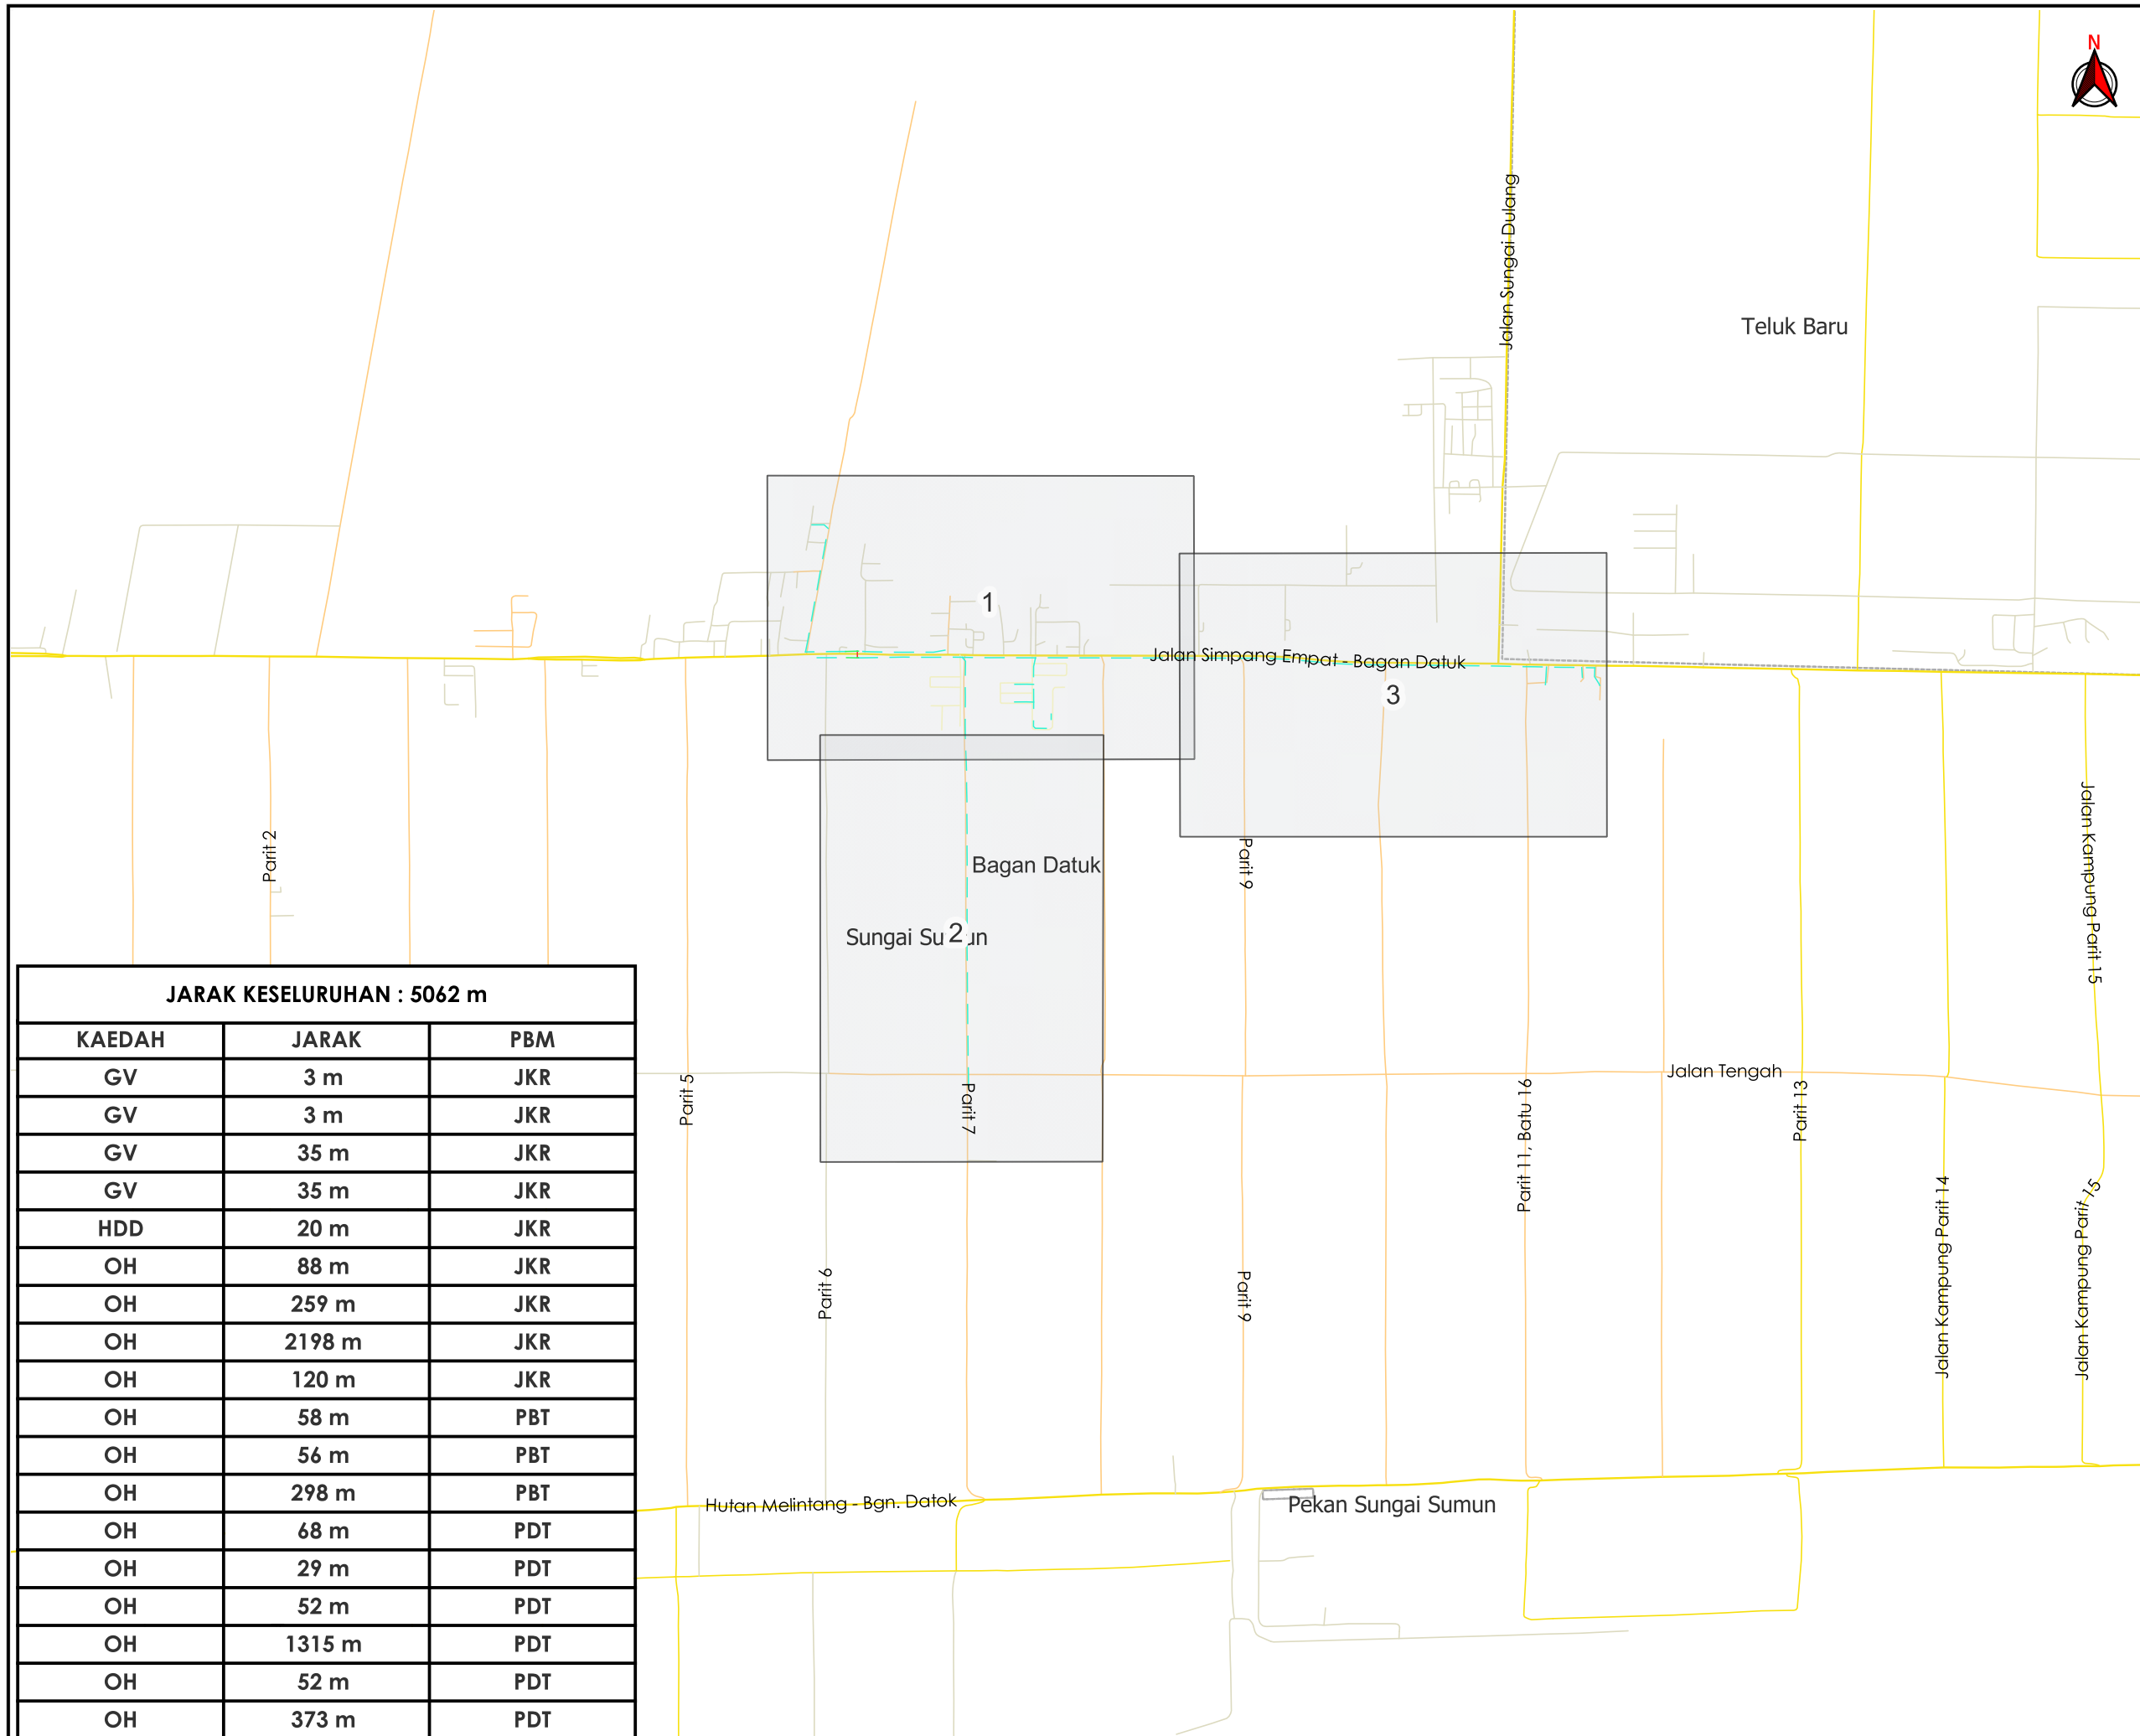 N
Jalan Sungai Dulang
Teluk Baru
1
Jalan Simpang Empat - Bagan Datuk
3
Parit 2
Parit 9
Jalan Kampung Parit 15
Bagan Datuk
2
JARAK KESELURUHAN : 5062 m
KAEDAH JARAK PBM
GV 3 m JKR
GV 3 m JKR
GV 35 m JKR
GV 35 m JKR
HDD 20 m JKR
OH 88 m JKR
OH 259 m JKR
OH 2198 m JKR
OH 120 m JKR
OH 58 m PBT
OH 56 m PBT
OH 298 m PBT
OH 68 m PDT
OH 29 m PDT
OH 52 m PDT
OH 1315 m PDT
OH 52 m PDT
OH 373 m PDT
Sungai
Parit 5
Parit 7
Jalan Tengah
Parit 11, Batu 16
Parit 13
Parit 6
Parit 9
Jalan Kampung Parit 14
Jalan Kampung Parit 15
Hutan Melintang - Bgn. Datok
Pekan Sungai Sumun